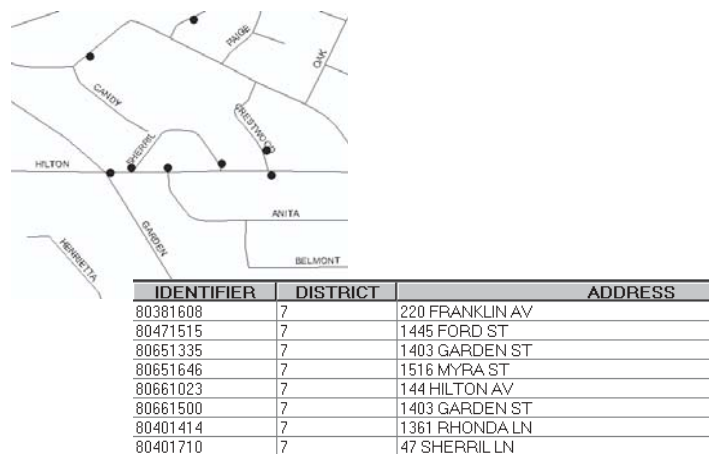 PAIGE
OAK
CANDY
CRESTWOOD
SHERRIL
HILTON
ANITA
GARDEN
HENRIETTA
BELMONT
IDENTIFIER DISTRICT ADDRESS
80381608 7 220 FRANKLIN AV
80471515 7 1445 FORD ST
80651335 7 1403 GARDEN ST
80651646 7 1516 MYRA ST
80661023 7 144 HILTON AV
80661500 7 1403 GARDEN ST
80401414 7 1361 RHONDA LN
80401710 7 47 SHERRIL LN